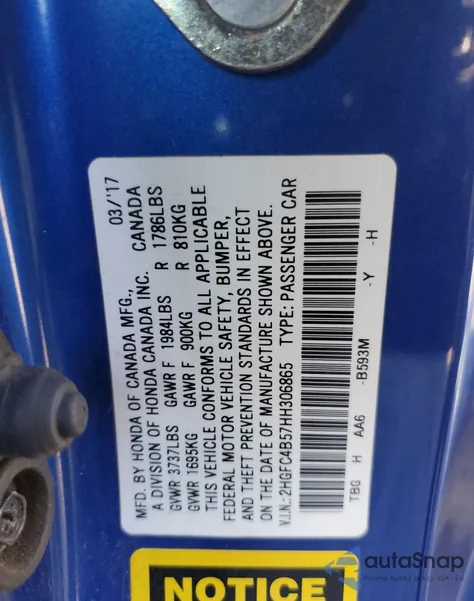 MFD. BY HONDA OF CANADA MFG., 03/'17
A DIVISION OF HONDA CANADA INC. CANADA
GVWR 3737LBS GAWR F 1984LBS R 1786LBS
GVWR 1695KG GAWR F 900KG R 810KG
THIS VEHICLE CONFORMS TO ALL APPLICABLE
FEDERAL MOTOR VEHICLE SAFETY, BUMPER,
AND THEFT PREVENTION STANDARDS IN EFFECT
ON THE DATE OF MANUFACTURE SHOWN ABOVE.
V.I.N.:2HGFC4B57HH306865 TYPE: PASSENGER CAR
TBG H AA6 -B593M -Y -H
NOTICE
autoSnap